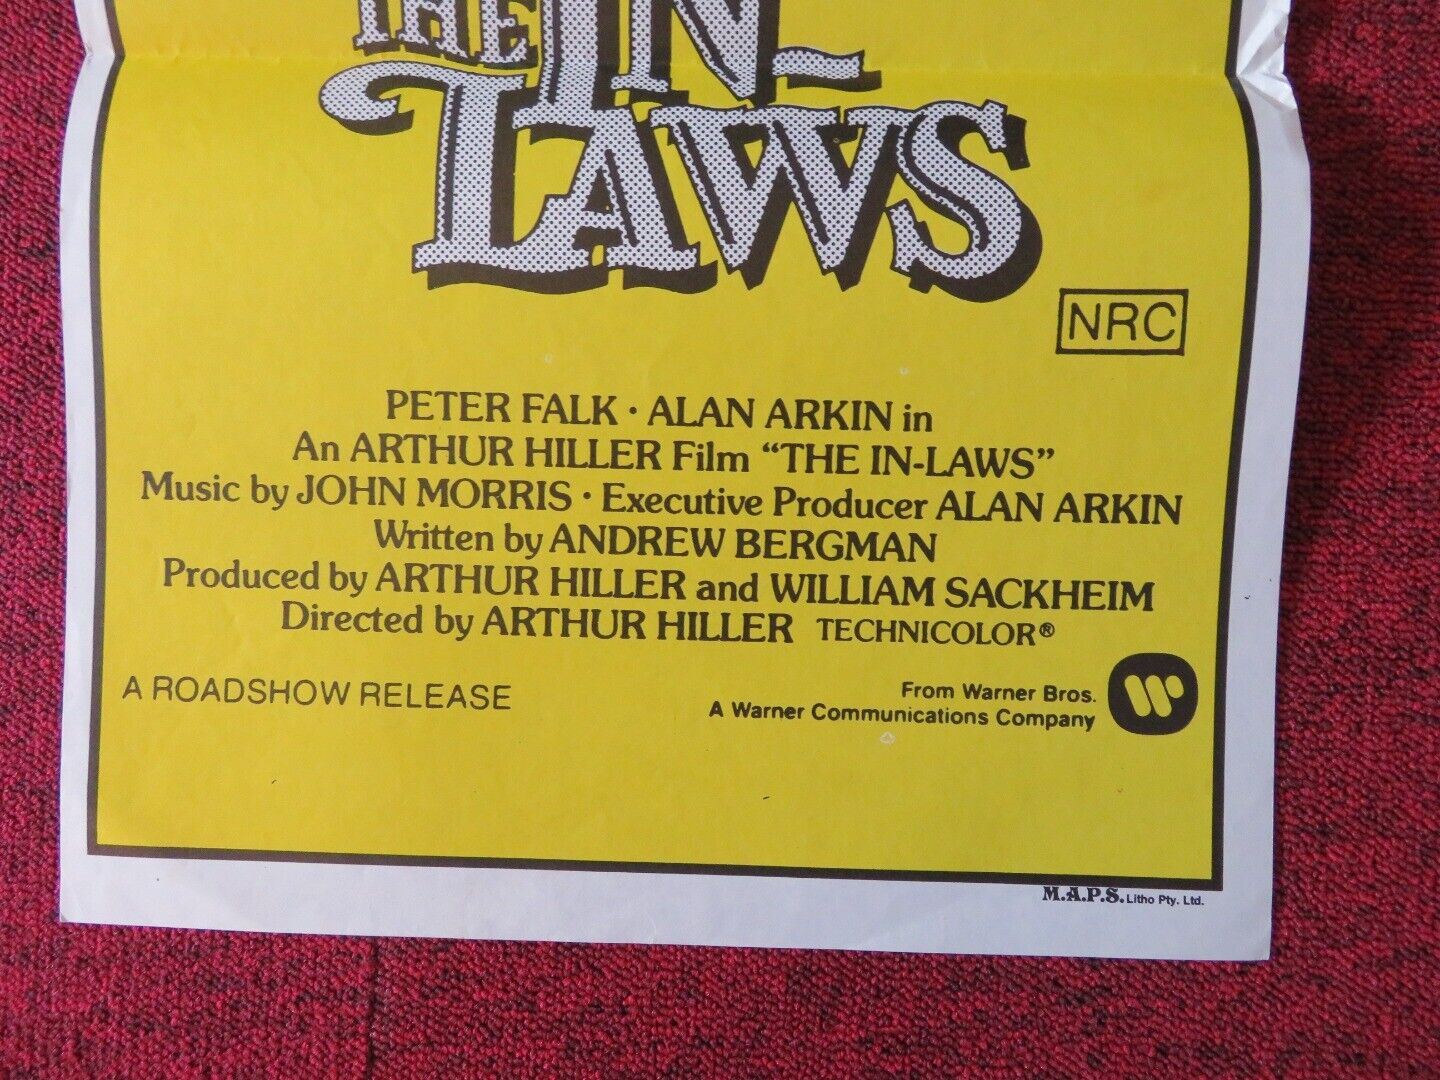 THE IN-
LAWS
NRC
PETER FALK · ALAN ARKIN in
An ARTHUR HILLER Film “THE IN-LAWS”
Music by JOHN MORRIS · Executive Producer ALAN ARKIN
Written by ANDREW BERGMAN
Produced by ARTHUR HILLER and WILLIAM SACKHEIM
Directed by ARTHUR HILLER TECHNICOLOR®
A ROADSHOW RELEASE
From Warner Bros.
A Warner Communications Company
M.A.P.S. Litho Pty. Ltd.